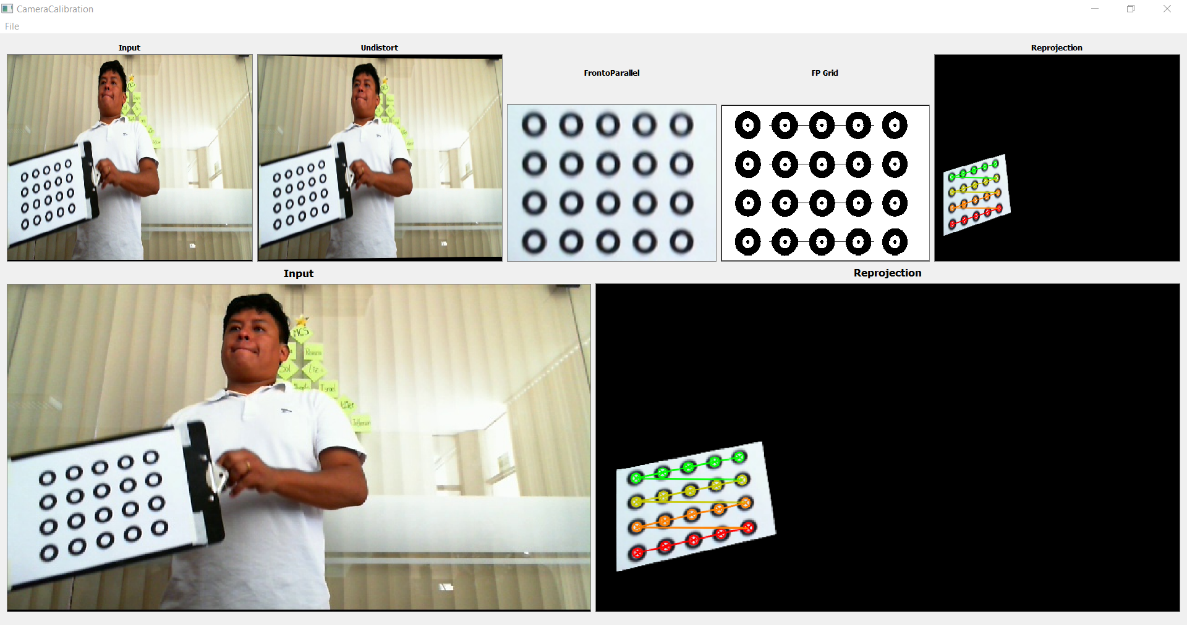 CameraCalibration
File
Input
Undistort
FrontoParallel
FP Grid
Reprojection
Input
Reprojection